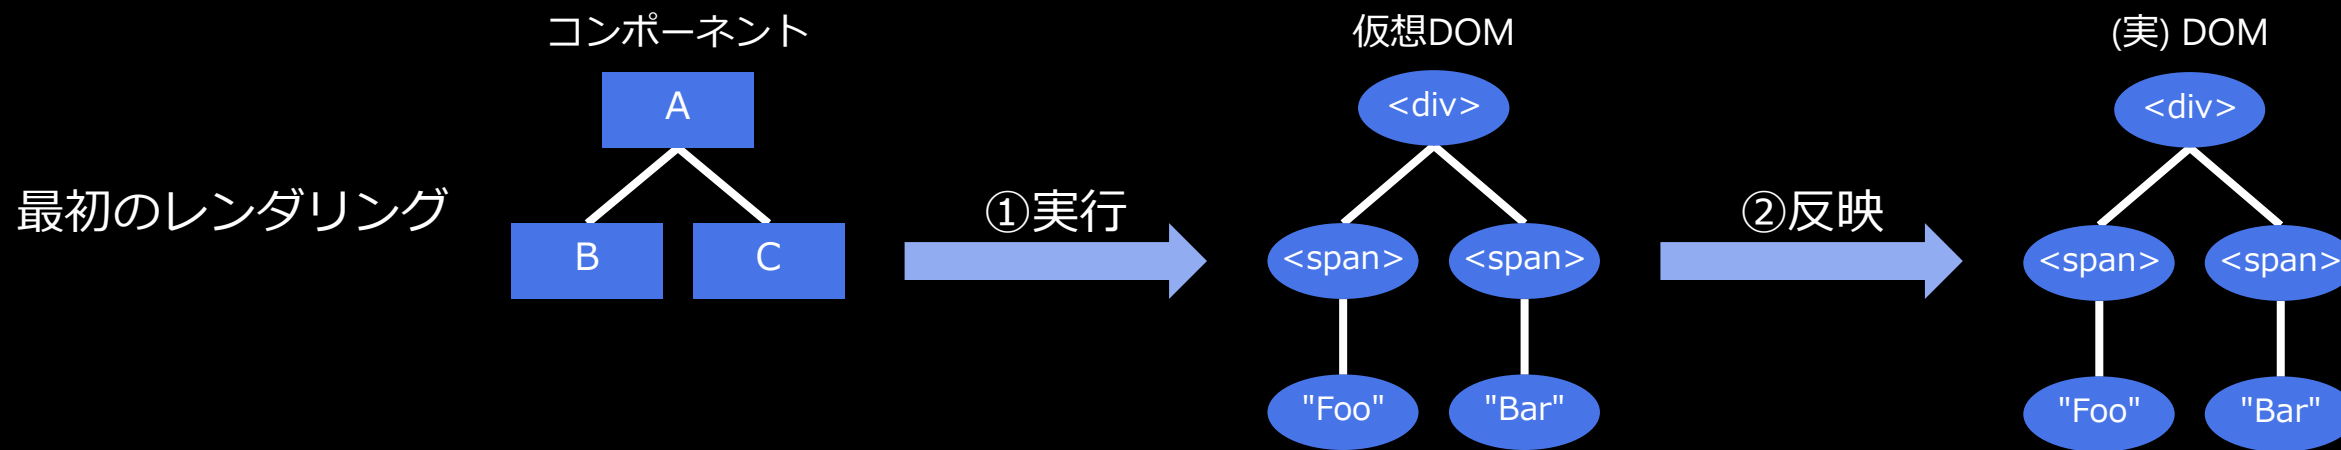 コンポーネント
仮想DOM
(実) DOM
A
<div>
<div>
最初のレンダリング
①実行
②反映
B
C
<span>
<span>
<span>
<span>
"Foo"
"Bar"
"Foo"
"Bar"